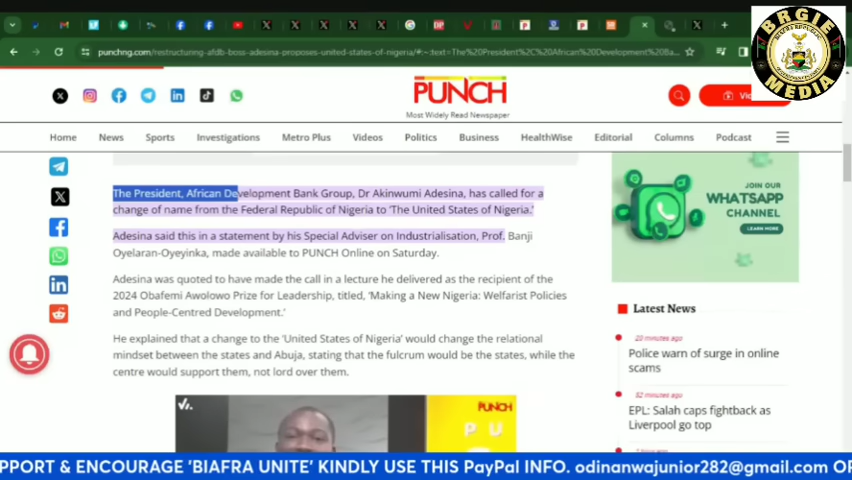 BRGIE
MEDIA
punchng.com/restructuring-afdb-boss-adesina-proposes-united-states-of-nigeria/#:~:text=The%20President%2C%20African%20Development%20Ba...
PUNCH
Most Widely Read Newspaper
Home News Sports Investigations Metro Plus Videos Politics Business HealthWise Editorial Columns Podcast
The President, African Development Bank Group, Dr Akinwumi Adesina, has called for a
change of name from the Federal Republic of Nigeria to 'The United States of Nigeria.'
Adesina said this in a statement by his Special Adviser on Industrialisation, Prof. Banji
Oyelaran-Oyeyinka, made available to PUNCH Online on Saturday.
Adesina was quoted to have made the call in a lecture he delivered as the recipient of the
2024 Obafemi Awolowo Prize for Leadership, titled, 'Making a New Nigeria: Welfarist Policies
and People-Centred Development.'
He explained that a change to the 'United States of Nigeria' would change the relational
mindset between the states and Abuja, stating that the fulcrum would be the states, while the
centre would support them, not lord over them.
PUNCH
P U
JOIN OUR
WHATSAPP
CHANNEL
LEARN MORE
Latest News
20 minutes ago
Police warn of surge in online
scams
32 minutes ago
EPL: Salah caps fightback as
Liverpool go top
PPORT & ENCOURAGE 'BIAFRA UNITE' KINDLY USE THIS PayPal INFO. odinanwajunior282@gmail.com OR